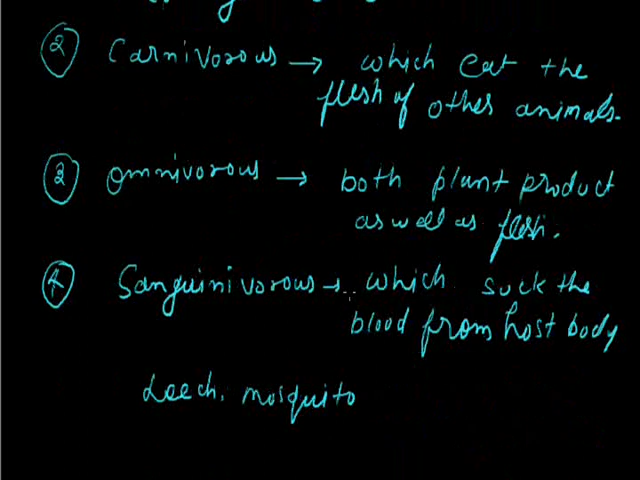 ② Carnivorous → which eat the
flesh of other animals.
③ omnivorous → both plant product
as well as flesh.
④ Sanguinivorous → which suck the
blood from host body
Leech, mosquito